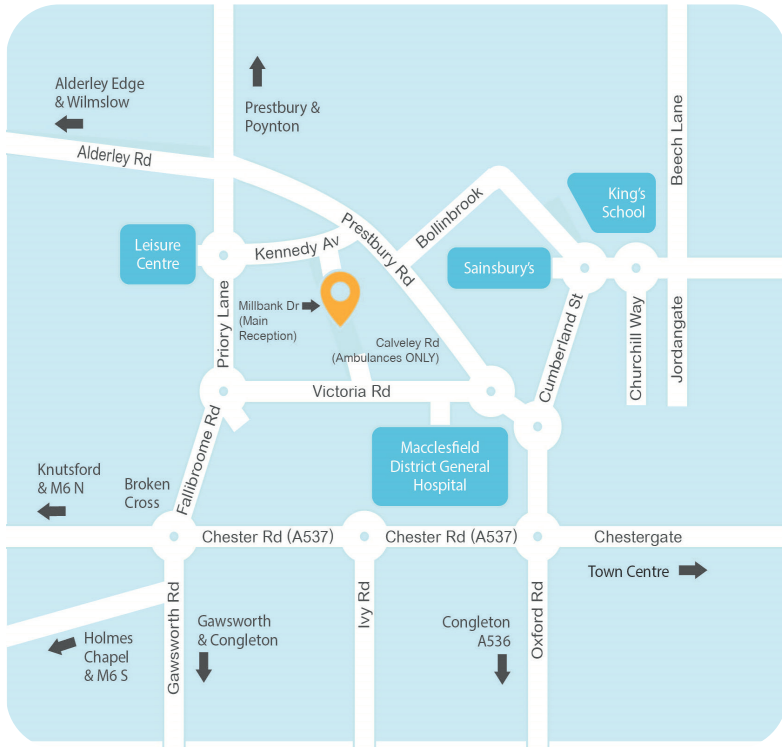 Alderley Edge
& Wilmslow
Prestbury &
Poynton
Beech Lane
Alderley Rd
King's
School
Bollinbrook
Prestbury Rd
Leisure
Centre
Kennedy Av
Sainsbury's
Millbank Dr
(Main
Reception)
Priory Lane
Calveley Rd
(Ambulances ONLY)
Cumberland St
Churchill Way
Jordangate
Victoria Rd
Macclesfield
District General
Hospital
Fallibroome Rd
Knutsford
& M6 N
Broken
Cross
Chester Rd (A537)
Chester Rd (A537)
Chestergate
Town Centre
Gawsworth Rd
Gawsworth
& Congleton
Ivy Rd
Congleton
A536
Oxford Rd
Holmes
Chapel
& M6 S